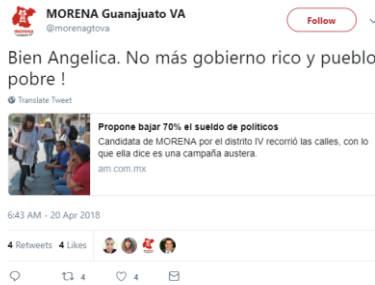 MORENA Guanajuato VA
@morenagtova
Follow
Bien Angelica. No más gobierno rico y pueblo
pobre !
Translate Tweet
Propone bajar 70% el sueldo de políticos
Candidata de MORENA por el distrito IV recorrió las calles, con lo
que ella dice es una campaña austera.
am.com.mx
6:43 AM - 20 Apr 2018
4 Retweets 4 Likes
4 4